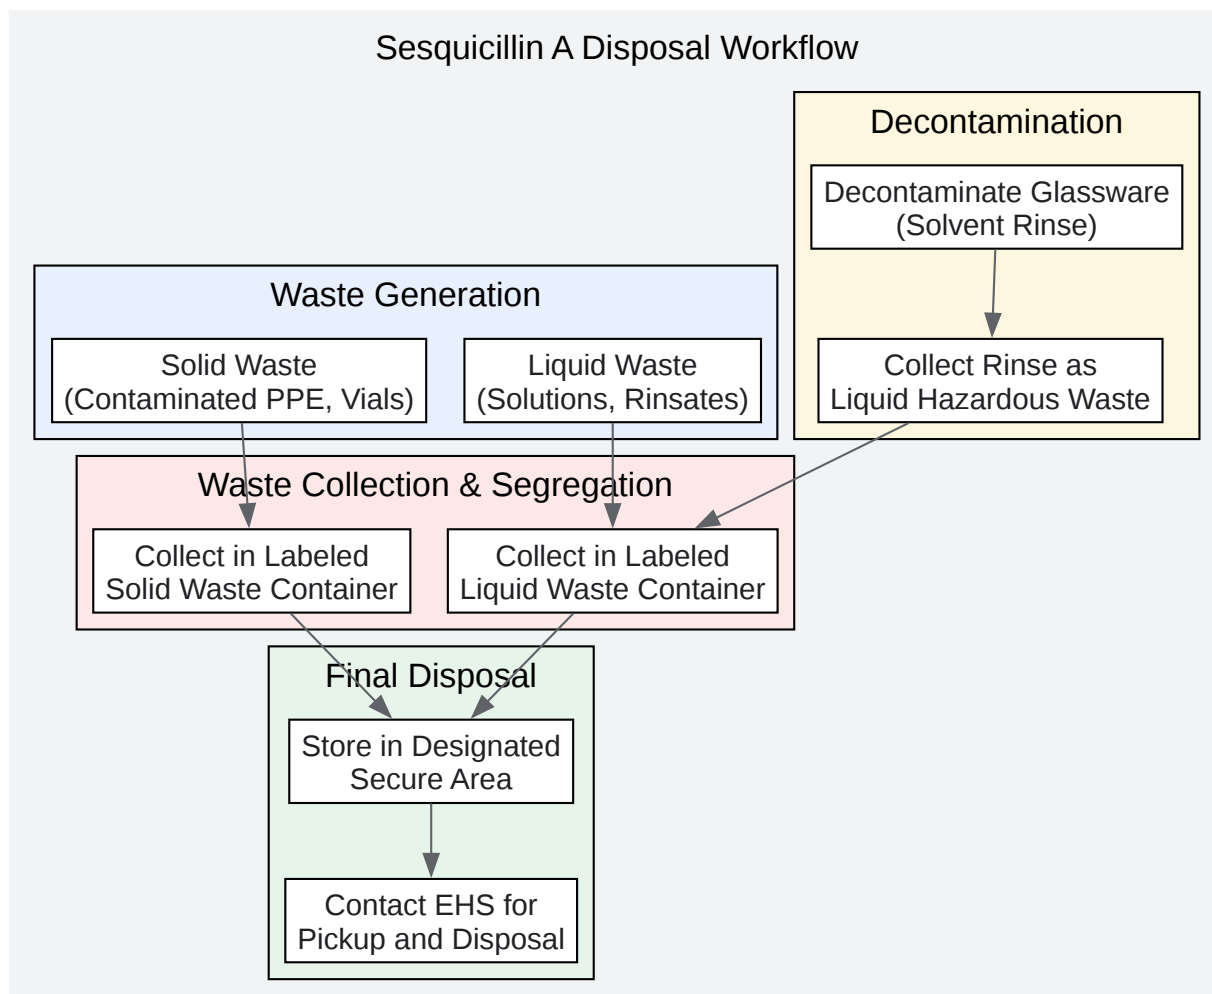 Sesquicillin A Disposal Workflow
Decontamination
Decontaminate Glassware
(Solvent Rinse)
Collect Rinse as
Liquid Hazardous Waste
Waste Generation
Solid Waste
(Contaminated PPE, Vials)
Liquid Waste
(Solutions, Rinsates)
Waste Collection & Segregation
Collect in Labeled
Solid Waste Container
Collect in Labeled
Liquid Waste Container
Final Disposal
Store in Designated
Secure Area
Contact EHS for
Pickup and Disposal